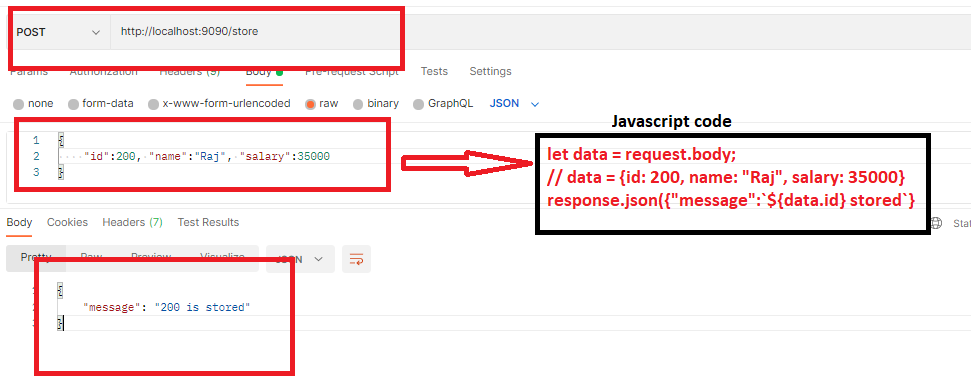 POST http://localhost:9090/store
Params Authorization Headers (9) Body Pre-request Script Tests Settings
none form-data x-www-form-urlencoded raw binary GraphQL JSON
Javascript code
1 {
2 "id":200, "name":"Raj", "salary":35000
3 }
let data = request.body;
// data = {id: 200, name: "Raj", salary: 35000}
response.json({"message":`${data.id} stored`}
Body Cookies Headers (7) Test Results Stat
Pretty Raw Preview Visualize JSON
{
"message": "200 is stored"
}